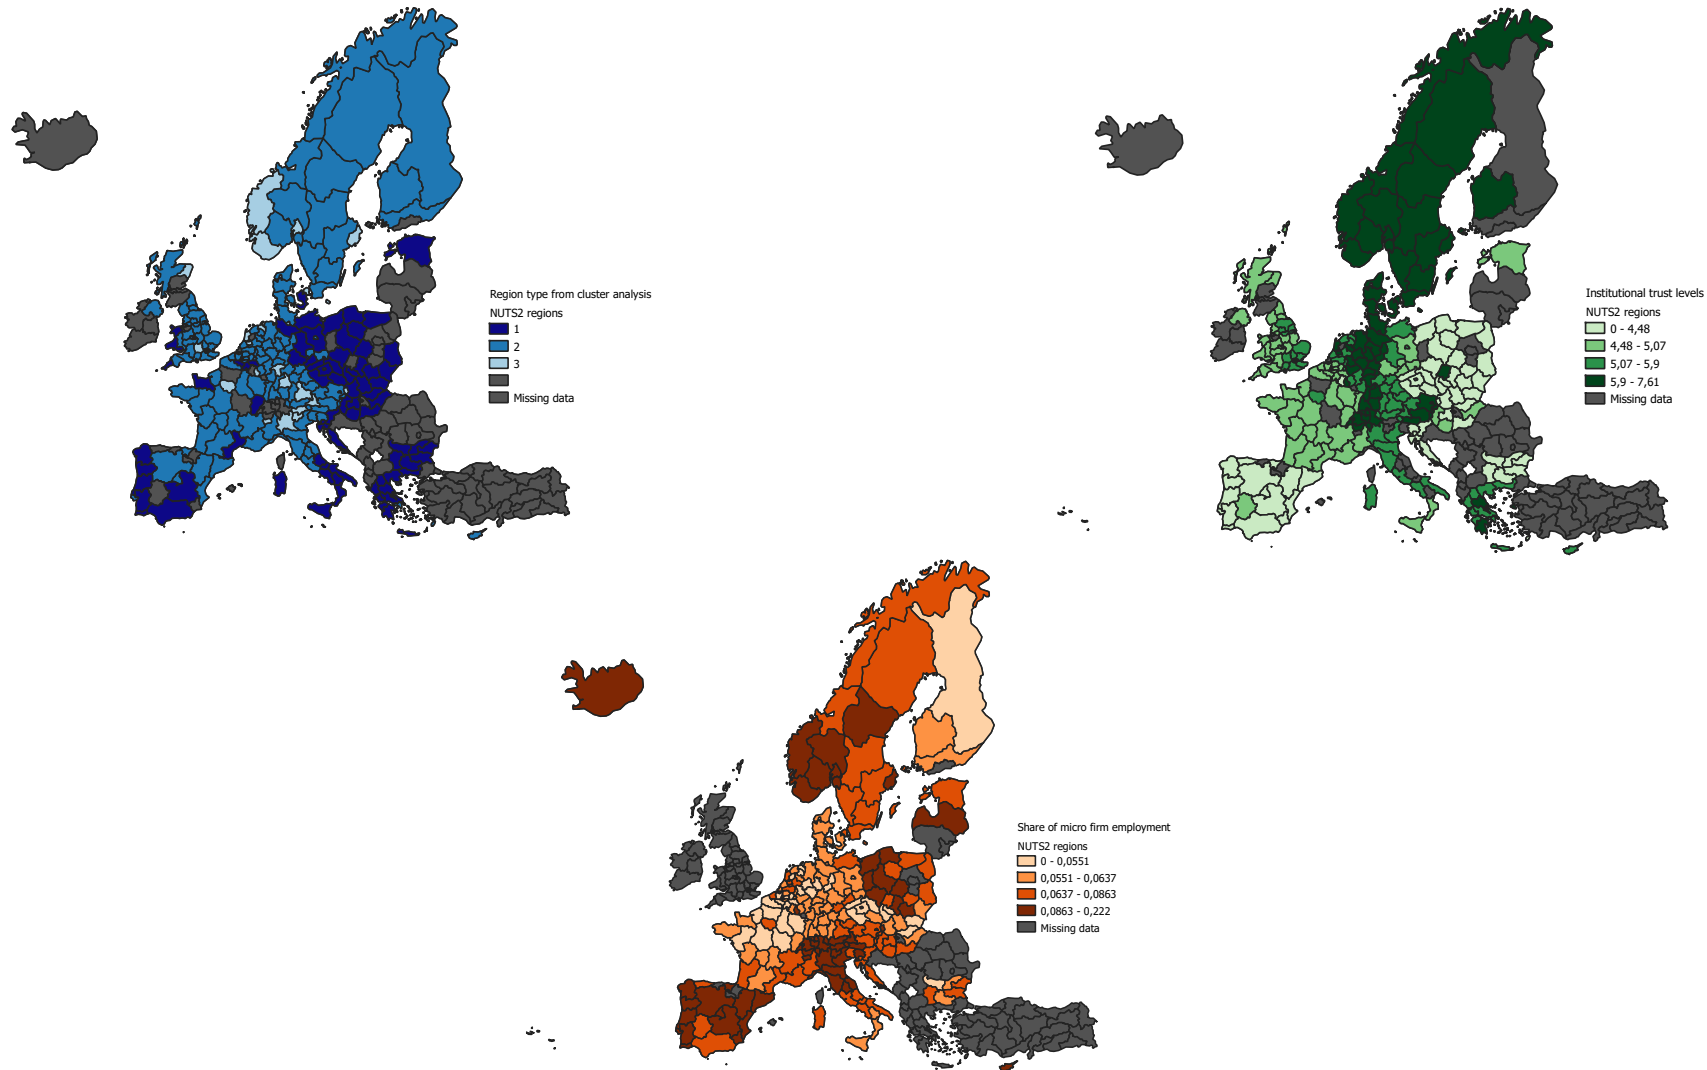 Region type from cluster analysis
NUTS2 regions
1
2
3
Missing data
Institutional trust levels
NUTS2 regions
0 - 4,48
4,48 - 5,07
5,07 - 5,9
5,9 - 7,61
Missing data
Share of micro firm employment
NUTS2 regions
0 - 0,0551
0,0551 - 0,0637
0,0637 - 0,0863
0,0863 - 0,222
Missing data